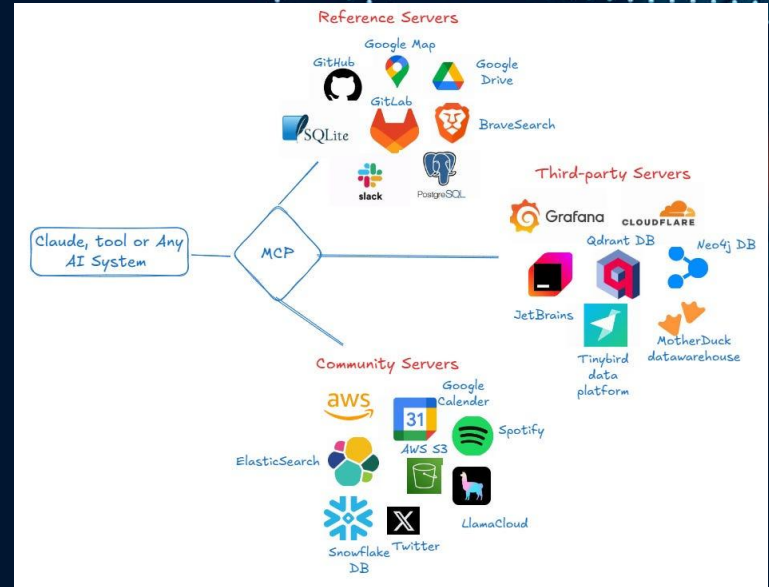 Reference Servers
Google Map
GitHub
Google
Drive
GitLab
SQLite
BraveSearch
slack
PostgreSQL
Third-party Servers
Grafana
CLOUDFLARE
Qdrant DB
Neo4j DB
Claude, tool or Any
AI System
MCP
JetBrains
MotherDuck
datawarehouse
Tinybird
data
platform
Community Servers
Google
Calender
aws
31
Spotify
AWS S3
ElasticSearch
LlamaCloud
Twitter
Snowflake
DB